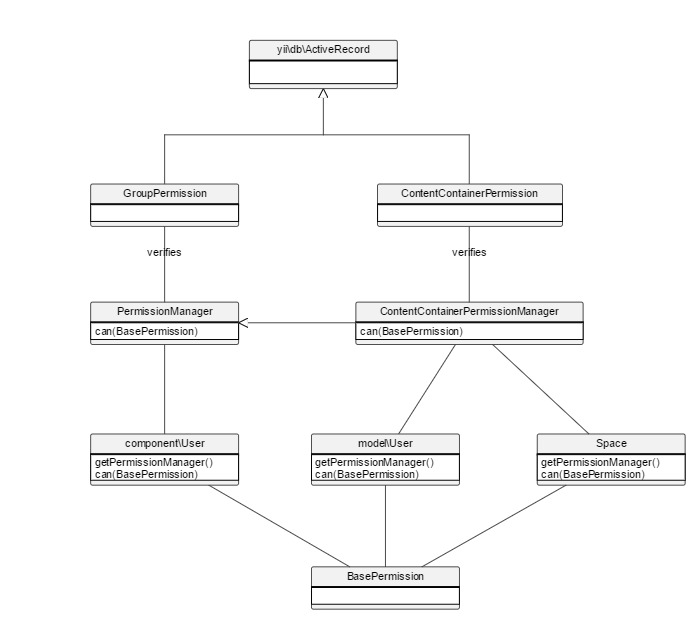 yii\db\ActiveRecord
GroupPermission
ContentContainerPermission
verifies
verifies
PermissionManager
can(BasePermission)
ContentContainerPermissionManager
can(BasePermission)
component\User
getPermissionManager()
can(BasePermission)
model\User
getPermissionManager()
can(BasePermission)
Space
getPermissionManager()
can(BasePermission)
BasePermission